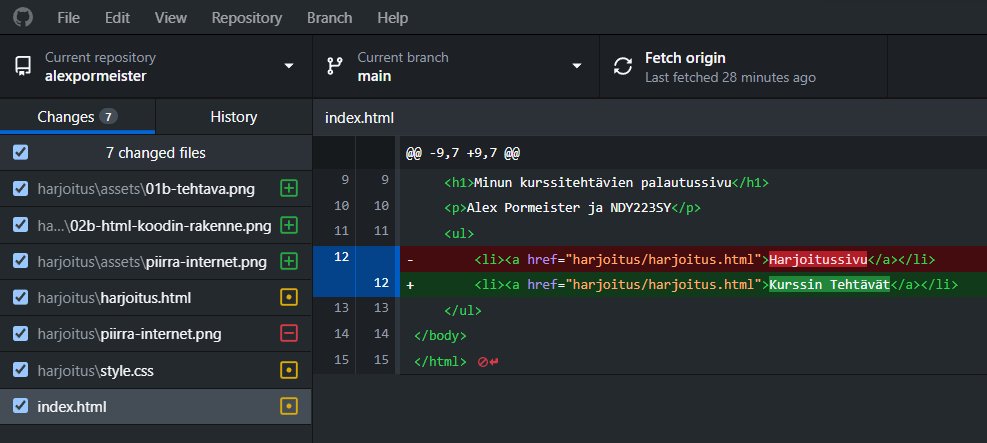 File Edit View Repository Branch Help
Current repository
alexpormeister
Current branch
main
Fetch origin
Last fetched 28 minutes ago
Changes 7
History
7 changed files
harjoitus\assets\01b-tehtava.png
ha...\02b-html-koodin-rakenne.png
harjoitus\assets\piirra-internet.png
harjoitus\harjoitus.html
harjoitus\piirra-internet.png
harjoitus\style.css
index.html
index.html
@@ -9,7 +9,7 @@
9 9 <h1>Minun kurssitehtävien palautussivu</h1>
10 10 <p>Alex Pormeister ja NDY223SY</p>
11 11 <ul>
12 - <li><a href="harjoitus/harjoitus.html">Harjoitussivu</a></li>
12 + <li><a href="harjoitus/harjoitus.html">Kurssin Tehtävät</a></li>
13 13 </ul>
14 14 </body>
15 15 </html>